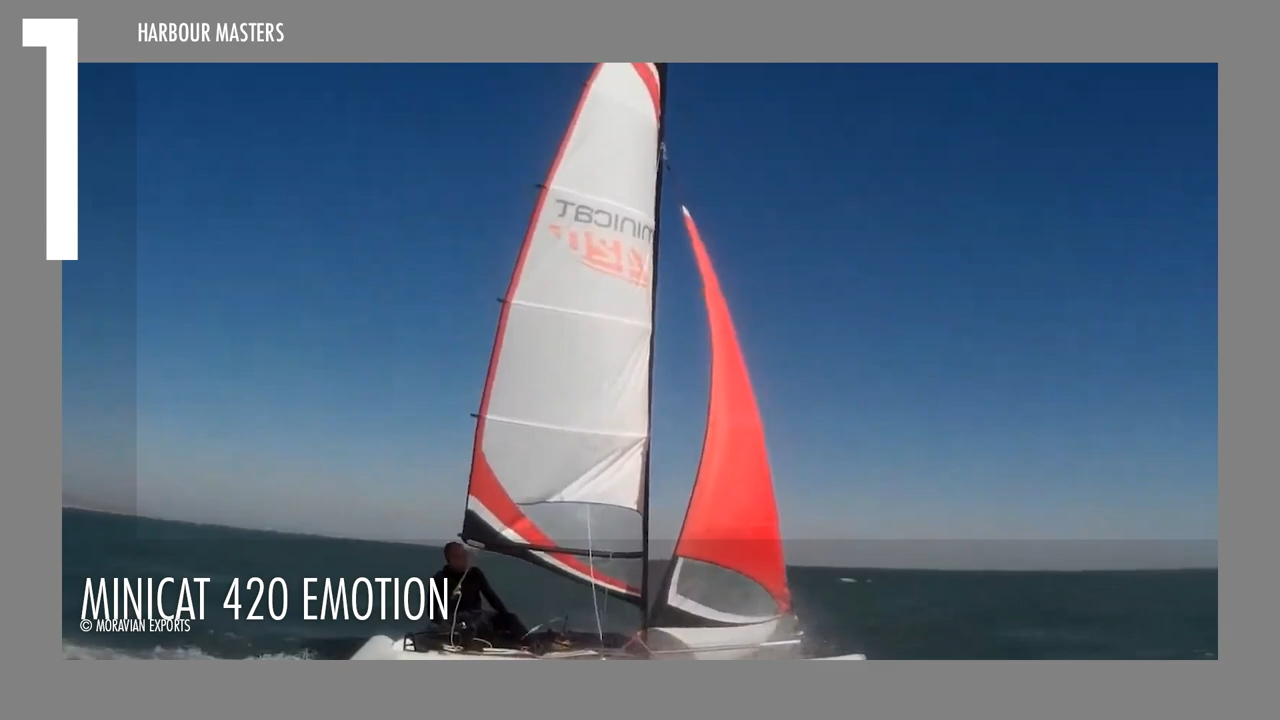 1
HARBOUR MASTERS
minicat
MINICAT 420 EMOTION
© MORAVIAN EXPORTS